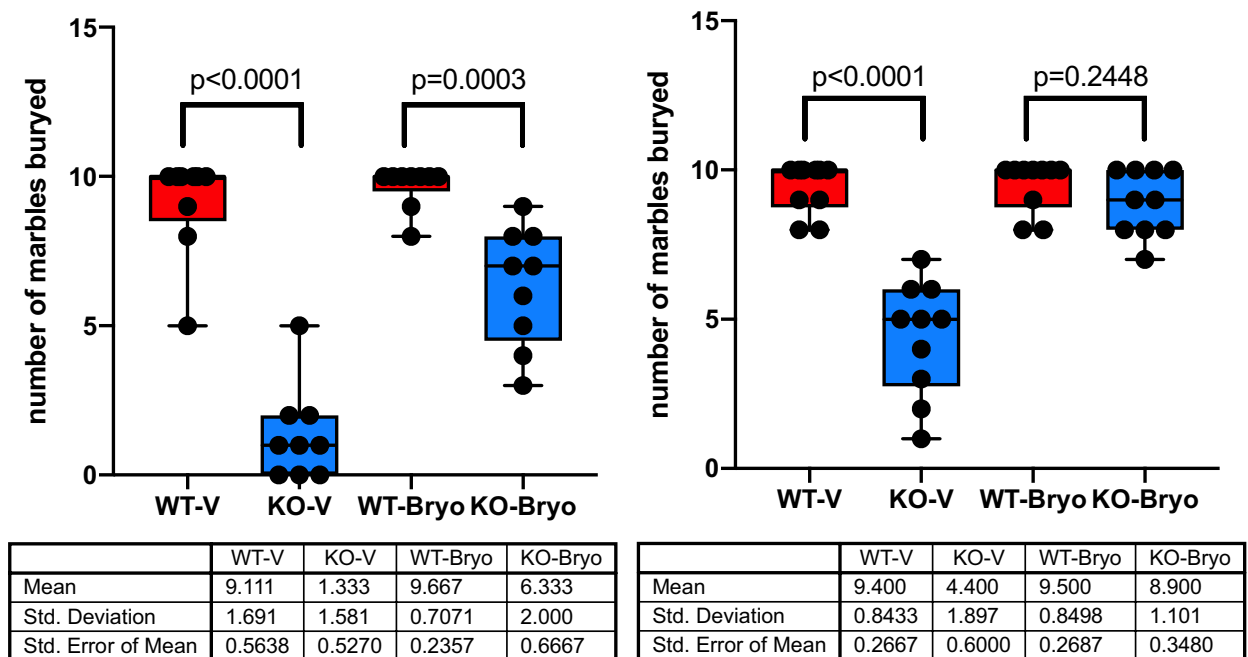 number of marbles buryed
15
10
5
0
p<0.0001
p=0.0003
WT-V KO-V WT-Bryo KO-Bryo
WT-V KO-V WT-Bryo KO-Bryo
Mean 9.111 1.333 9.667 6.333
Std. Deviation 1.691 1.581 0.7071 2.000
Std. Error of Mean 0.5638 0.5270 0.2357 0.6667
number of marbles buryed
15
10
5
0
p<0.0001
p=0.2448
WT-V KO-V WT-Bryo KO-Bryo
WT-V KO-V WT-Bryo KO-Bryo
Mean 9.400 4.400 9.500 8.900
Std. Deviation 0.8433 1.897 0.8498 1.101
Std. Error of Mean 0.2667 0.6000 0.2687 0.3480